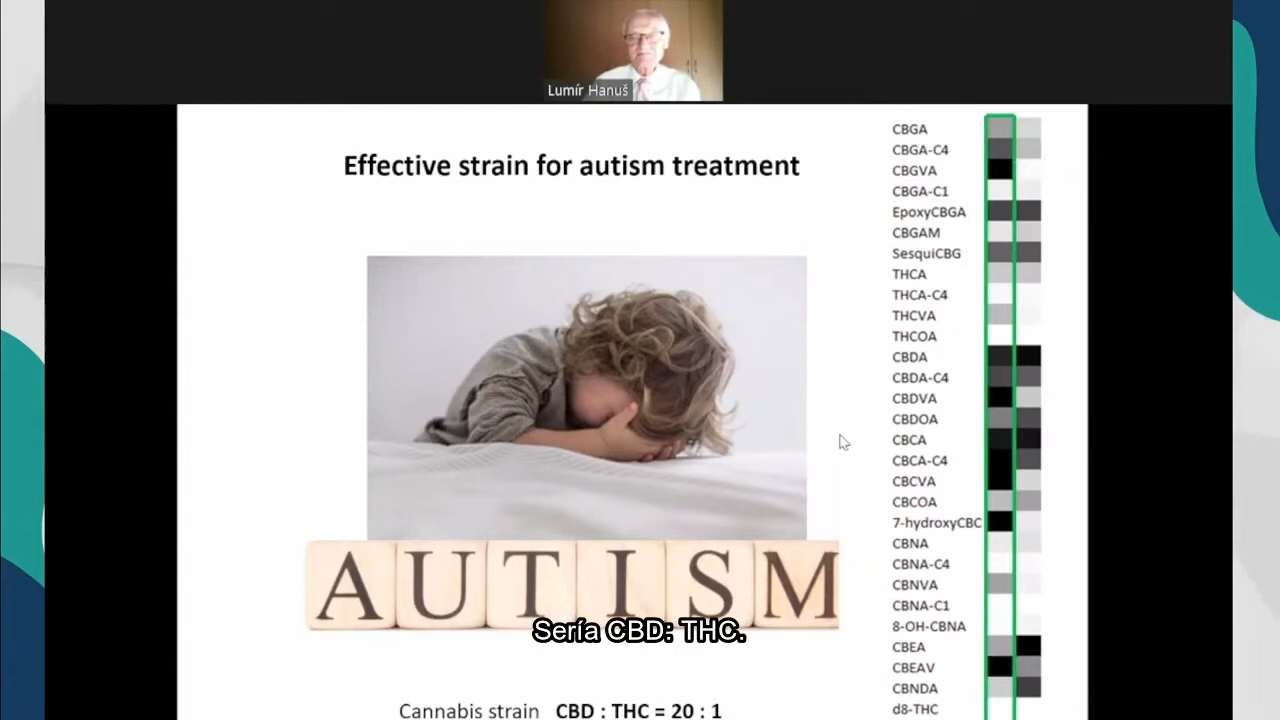 Lumír Hanuš
Effective strain for autism treatment
AUTISM
Sería CBD: THC.
Cannabis strain CBD : THC = 20 : 1
CBGA
CBGA-C4
CBGVA
CBGA-C1
EpoxyCBGA
CBGAM
SesquiCBG
THCA
THCA-C4
THCVA
THCOA
CBDA
CBDA-C4
CBDVA
CBDOA
CBCA
CBCA-C4
CBCVA
CBCOA
7-hydroxyCBC
CBNA
CBNA-C4
CBNVA
CBNA-C1
8-OH-CBNA
CBEA
CBEAV
CBNDA
d8-THC